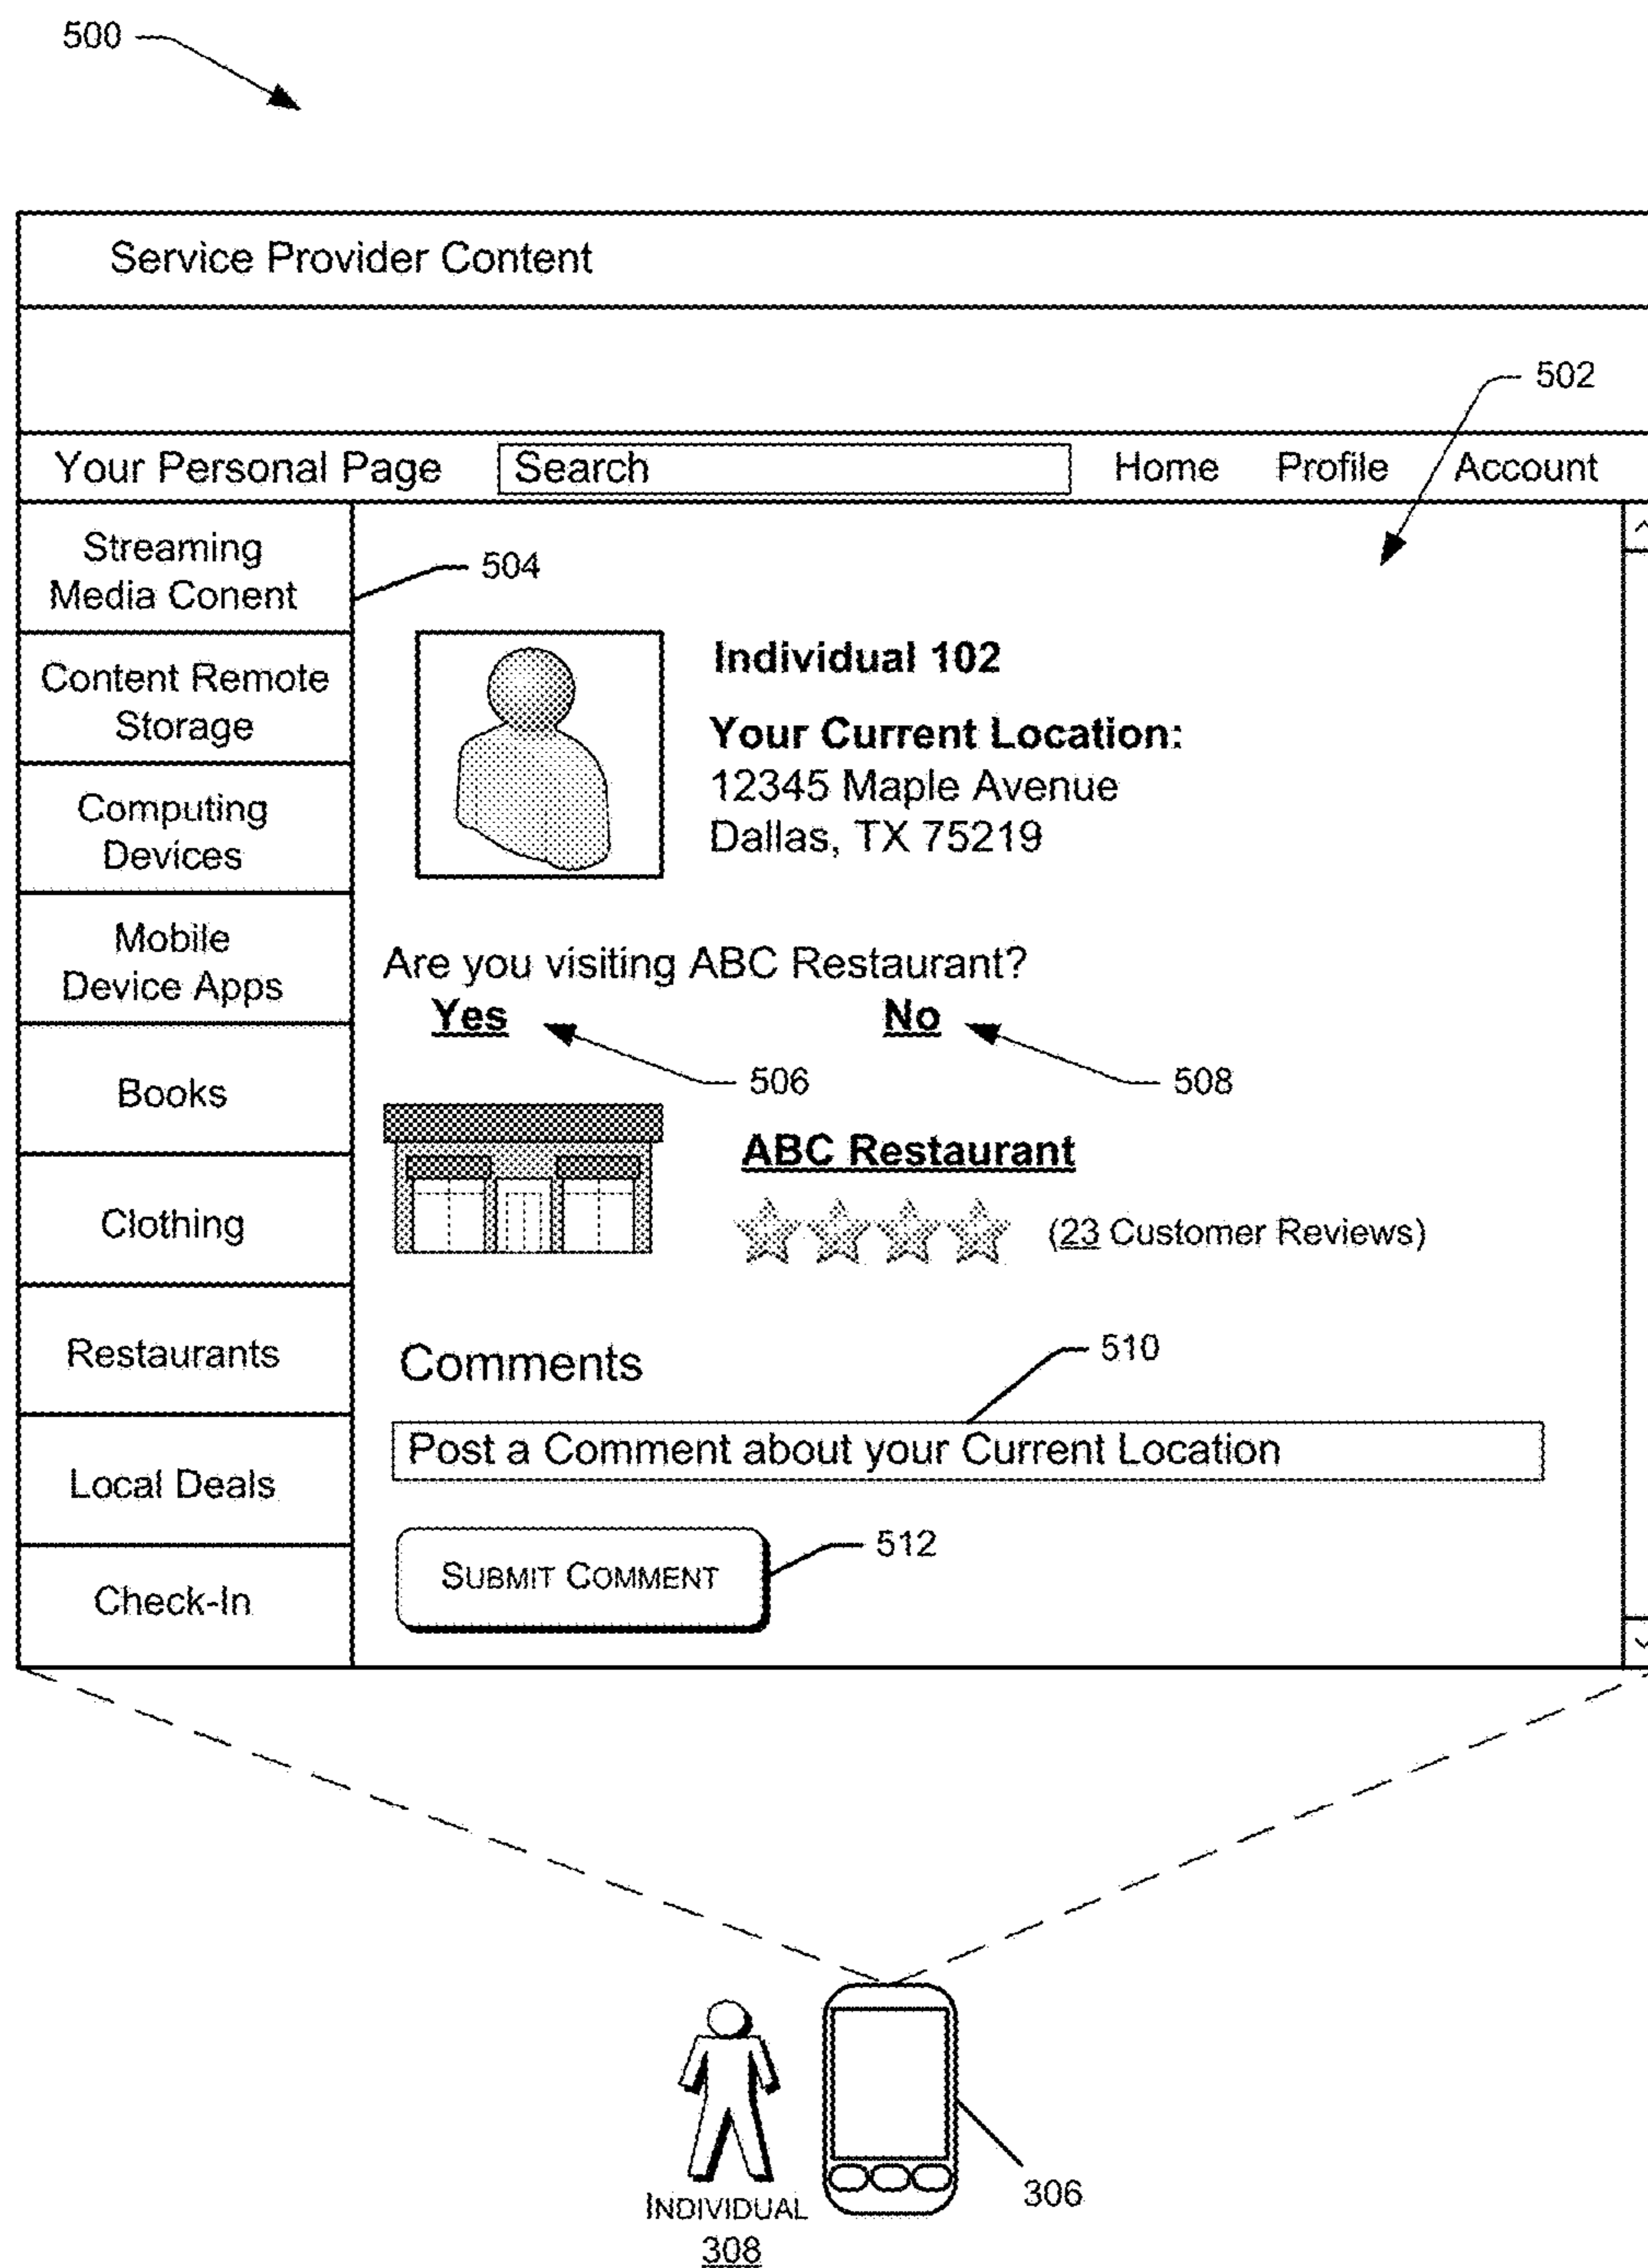 500
Service Provider Content
502
Your Personal Page Search Home Profile Account
Streaming
Media Conent
504
Content Remote
Storage
Computing
Devices
Mobile
Device Apps
Books
Clothing
Restaurants
Local Deals
Check-In
Individual 102
Your Current Location:
12345 Maple Avenue
Dallas, TX 75219
Are you visiting ABC Restaurant?
Yes No
506 508
ABC Restaurant
(23 Customer Reviews)
Comments
510
Post a Comment about your Current Location
SUBMIT COMMENT
512
INDIVIDUAL
308
306